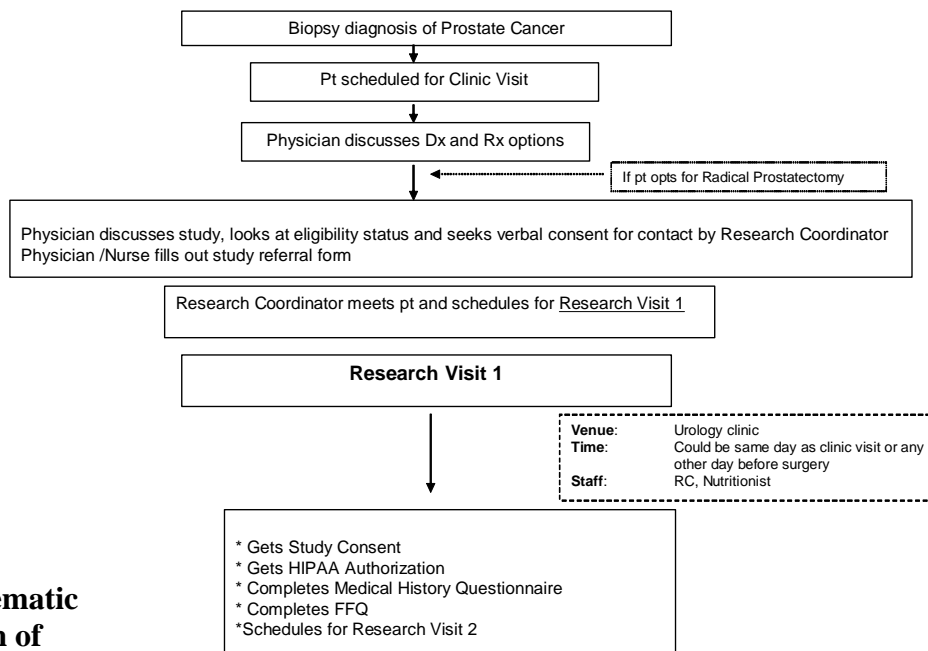 Biopsy diagnosis of Prostate Cancer
Pt scheduled for Clinic Visit
Physician discusses Dx and Rx options
If pt opts for Radical Prostatectomy
Physician discusses study, looks at eligibility status and seeks verbal consent for contact by Research Coordinator
Physician /Nurse fills out study referral form
Research Coordinator meets pt and schedules for Research Visit 1
Research Visit 1
Venue: Urology clinic
Time: Could be same day as clinic visit or any
other day before surgery
Staff: RC, Nutritionist
* Gets Study Consent
* Gets HIPAA Authorization
* Completes Medical History Questionnaire
* Completes FFQ
*Schedules for Research Visit 2
ematic
n of